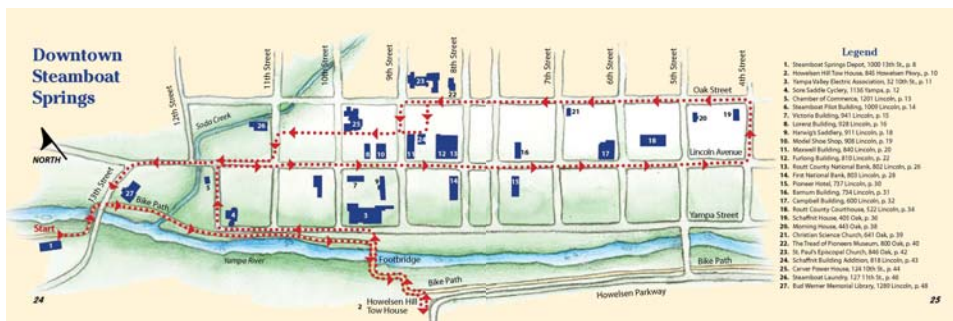 Downtown
Steamboat
Springs
13th Street
12th Street
11th Street
10th Street
9th Street
8th Street
7th Street
6th Street
5th Street
4th Street
Soda Creek
Oak Street
Lincoln Avenue
Yampa Street
NORTH
Start
Bike Path
Yampa River
Footbridge
Bike Path
Howelsen Hill
Tow House
Howelsen Parkway
Bike Path
24
25
Legend
1. Steamboat Springs Depot, 1000 13th St., p. 8
2. Howelsen Hill Tow House, 845 Howelsen Pkwy., p. 10
3. Yampa Valley Electric Association, 32 10th St., p. 11
4. Sore Saddle Cyclery, 1136 Yampa, p. 12
5. Chamber of Commerce, 1201 Lincoln, p. 13
6. Steamboat Pilot Building, 1009 Lincoln, p. 14
7. Victoria Building, 941 Lincoln, p. 15
8. Lorenz Building, 928 Lincoln, p. 16
9. Harwig's Saddlery, 911 Lincoln, p. 18
10. Model Shoe Shop, 908 Lincoln, p. 19
11. Maxwell Building, 840 Lincoln, p. 20
12. Furlong Building, 810 Lincoln, p. 22
13. Routt County National Bank, 802 Lincoln, p. 26
14. First National Bank, 803 Lincoln, p. 28
15. Pioneer Hotel, 737 Lincoln, p. 30
16. Barnum Building, 734 Lincoln, p. 31
17. Campbell Building, 600 Lincoln, p. 32
18. Routt County Courthouse, 522 Lincoln, p. 34
19. Schaffnit House, 403 Oak, p. 36
20. Morning House, 443 Oak, p. 38
21. Christian Science Church, 641 Oak, p. 39
22. The Tread of Pioneers Museum, 800 Oak, p. 40
23. St. Paul's Episcopal Church, 846 Oak, p. 42
24. Schaffnit Building Addition, 818 Lincoln, p. 43
25. Carver Power House, 124 10th St., p. 44
26. Steamboat Laundry, 127 11th St., p. 46
27. Bud Werner Memorial Library, 1289 Lincoln, p. 48